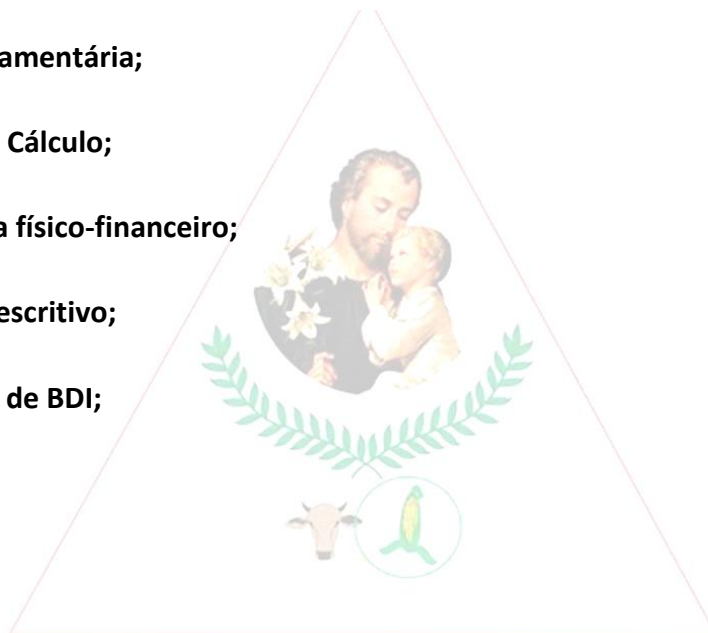 amentária;
Cálculo;
a físico-financeiro;
escritivo;
de BDI;